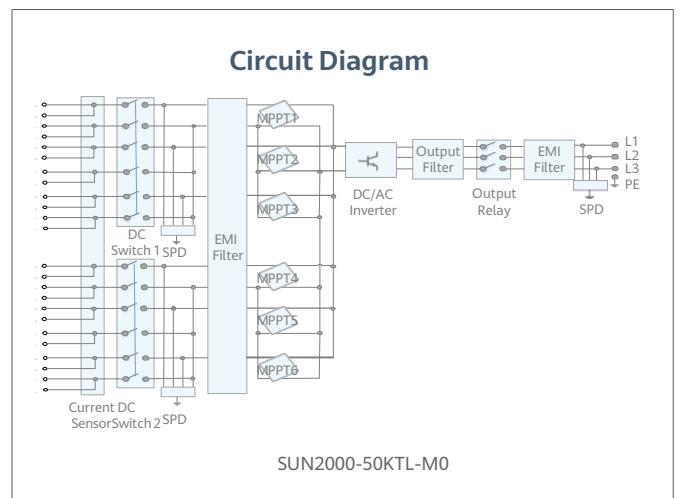 Circuit Diagram
MPPT1
MPPT2
MPPT3
MPPT4
MPPT5
MPPT6
DC
Switch 1
SPD
EMI
Filter
DC/AC
Inverter
Output
Filter
Output
Relay
EMI
Filter
L1
L2
L3
PE
SPD
Current DC
SensorSwitch 2
SPD
SUN2000-50KTL-M0